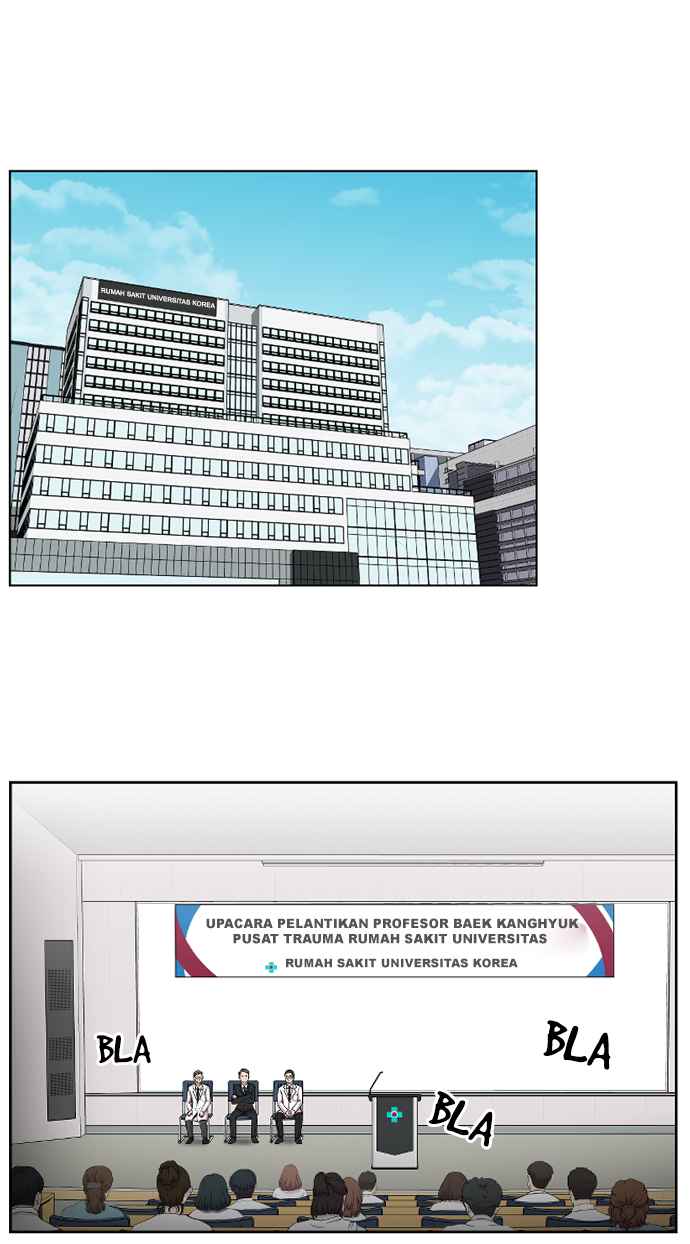 RUMAH SAKIT UNIVERSITAS KOREA
UPACARA PELANTIKAN PROFESOR BAEK KANGHYUK
PUSAT TRAUMA RUMAH SAKIT UNIVERSITAS
RUMAH SAKIT UNIVERSITAS KOREA
BLA
BLA
BLA